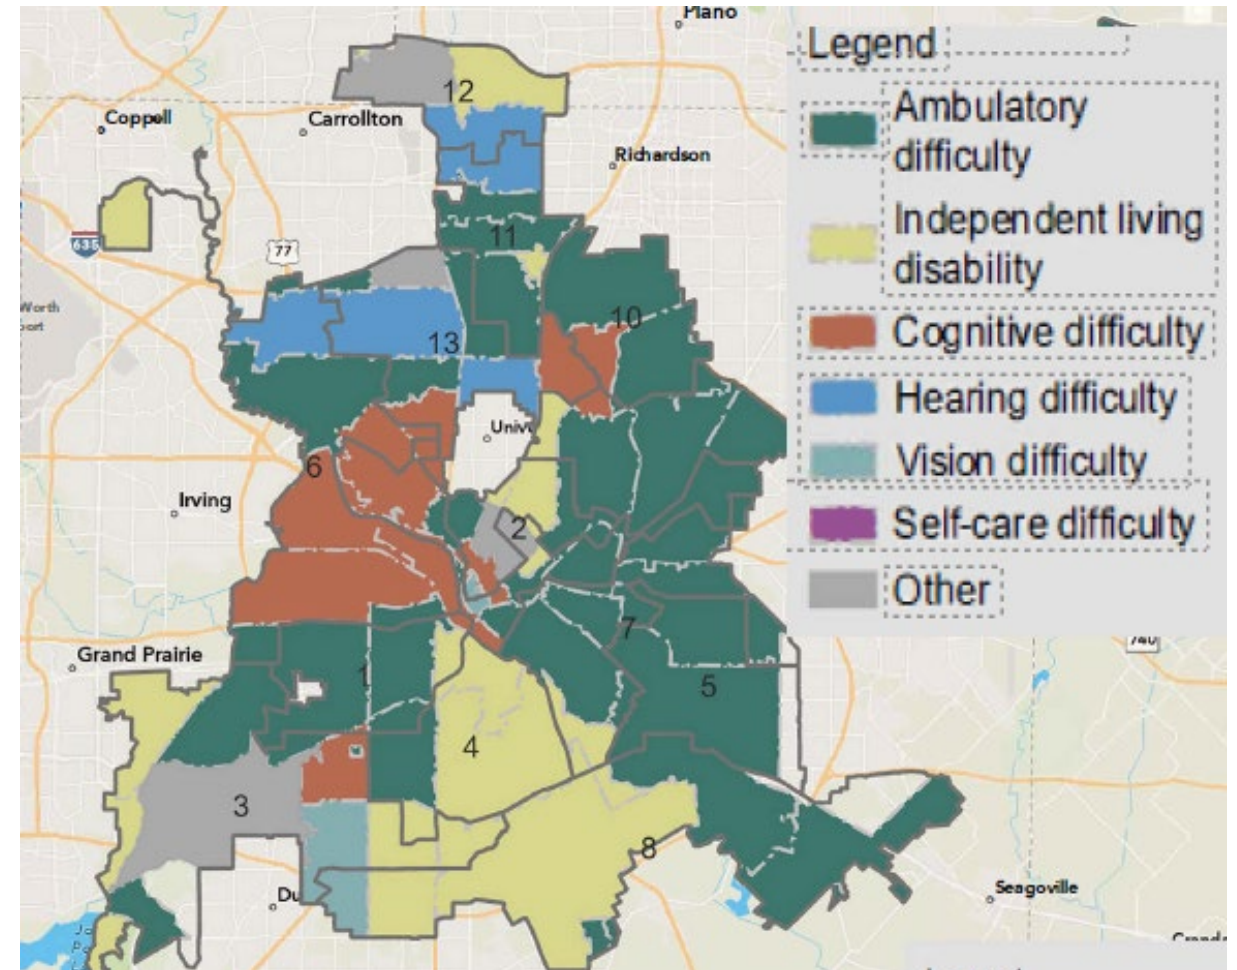 Plano
Legend
Ambulatory
difficulty
Independent living
disability
Cognitive difficulty
Hearing difficulty
Vision difficulty
Self-care difficulty
Other
12
Coppell
Carrollton
Richardson
635
77
11
10
13
6
Irving
2
Grand Prairie
1
7
5
740
4
3
8
Seagoville